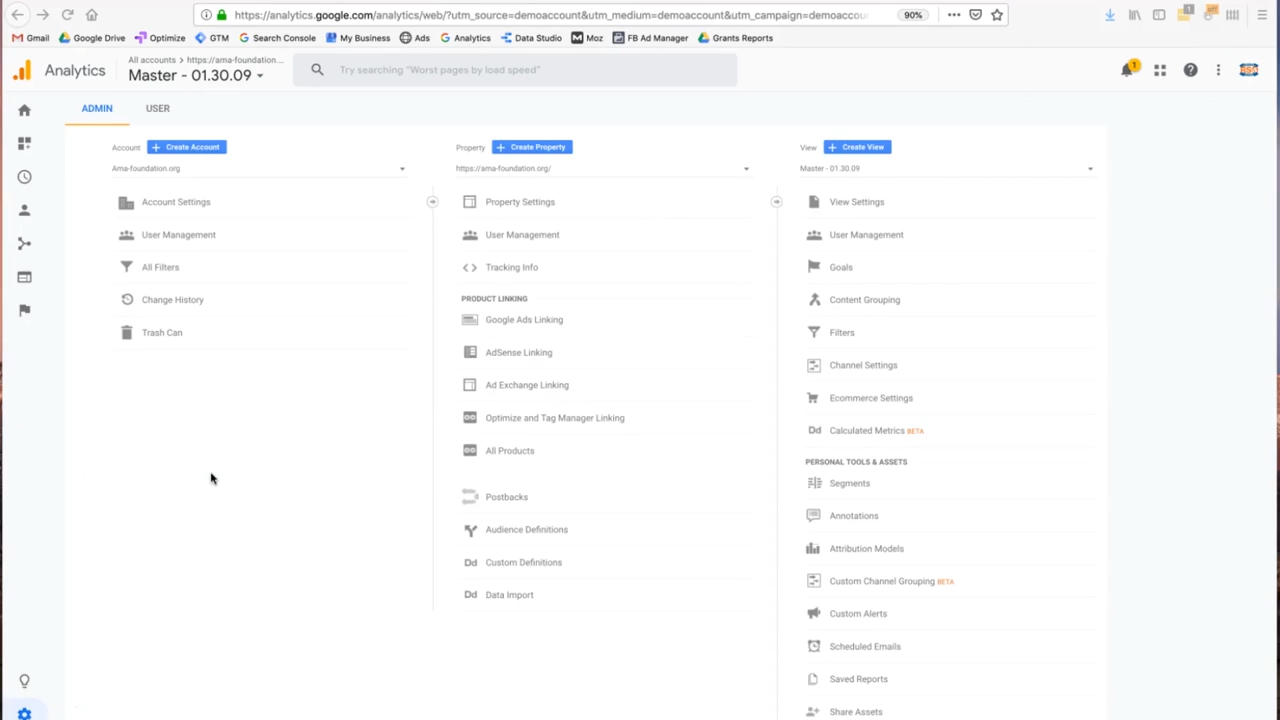 https://analytics.google.com/analytics/web/?utm_source=demoaccount&utm_medium=demoaccount&utm_campaign=demoaccou
90%
1
Gmail Google Drive Optimize GTM Search Console My Business Ads Analytics Data Studio Moz FB Ad Manager Grants Reports
Analytics
All accounts > https://ama-foundation...
Master - 01.30.09
Try searching "Worst pages by load speed"
1
ADMIN USER
Account + Create Account
Ama-foundation.org
Account Settings
User Management
All Filters
Change History
Trash Can
Property + Create Property
https://ama-foundation.org/
Property Settings
User Management
Tracking Info
PRODUCT LINKING
Google Ads Linking
AdSense Linking
Ad Exchange Linking
Optimize and Tag Manager Linking
All Products
Postbacks
Audience Definitions
Dd Custom Definitions
Dd Data Import
View + Create View
Master - 01.30.09
View Settings
User Management
Goals
Content Grouping
Filters
Channel Settings
Ecommerce Settings
Dd Calculated Metrics BETA
PERSONAL TOOLS & ASSETS
Segments
Annotations
Attribution Models
Custom Channel Grouping BETA
Custom Alerts
Scheduled Emails
Saved Reports
Share Assets